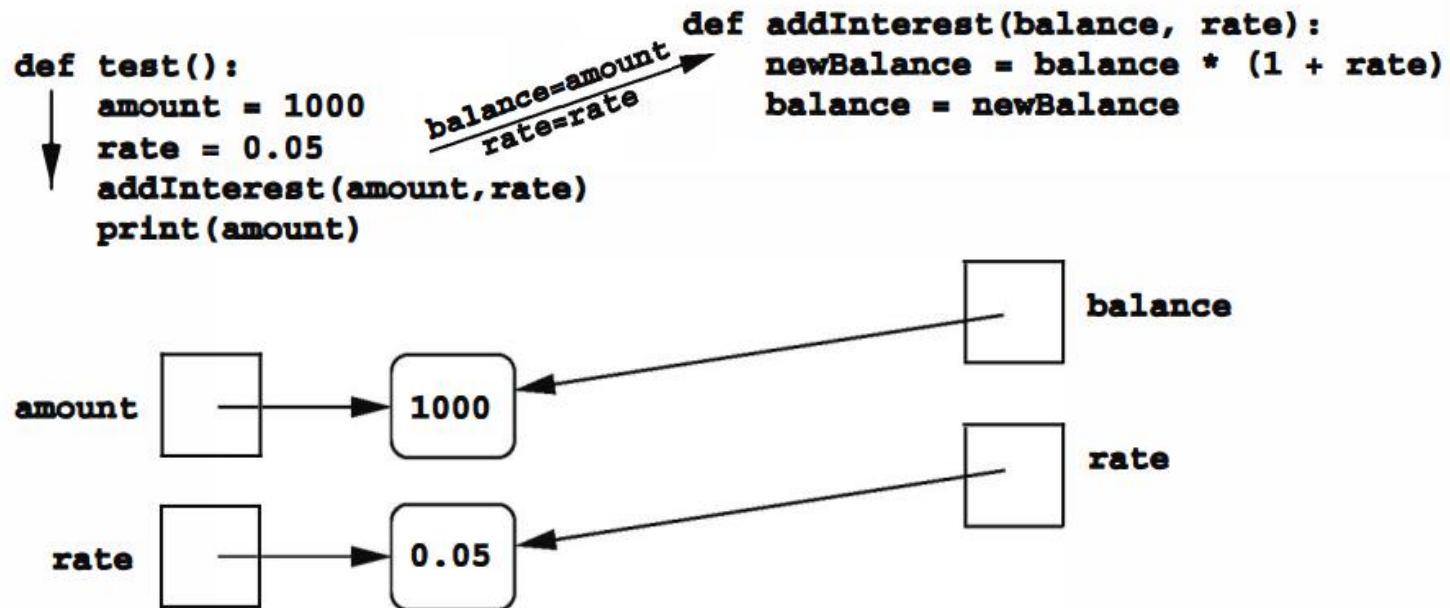 def test():
    amount = 1000
    rate = 0.05
    addInterest(amount,rate)
    print(amount)
balance=amount
rate=rate
def addInterest(balance, rate):
    newBalance = balance * (1 + rate)
    balance = newBalance
balance
amount
1000
rate
rate
0.05